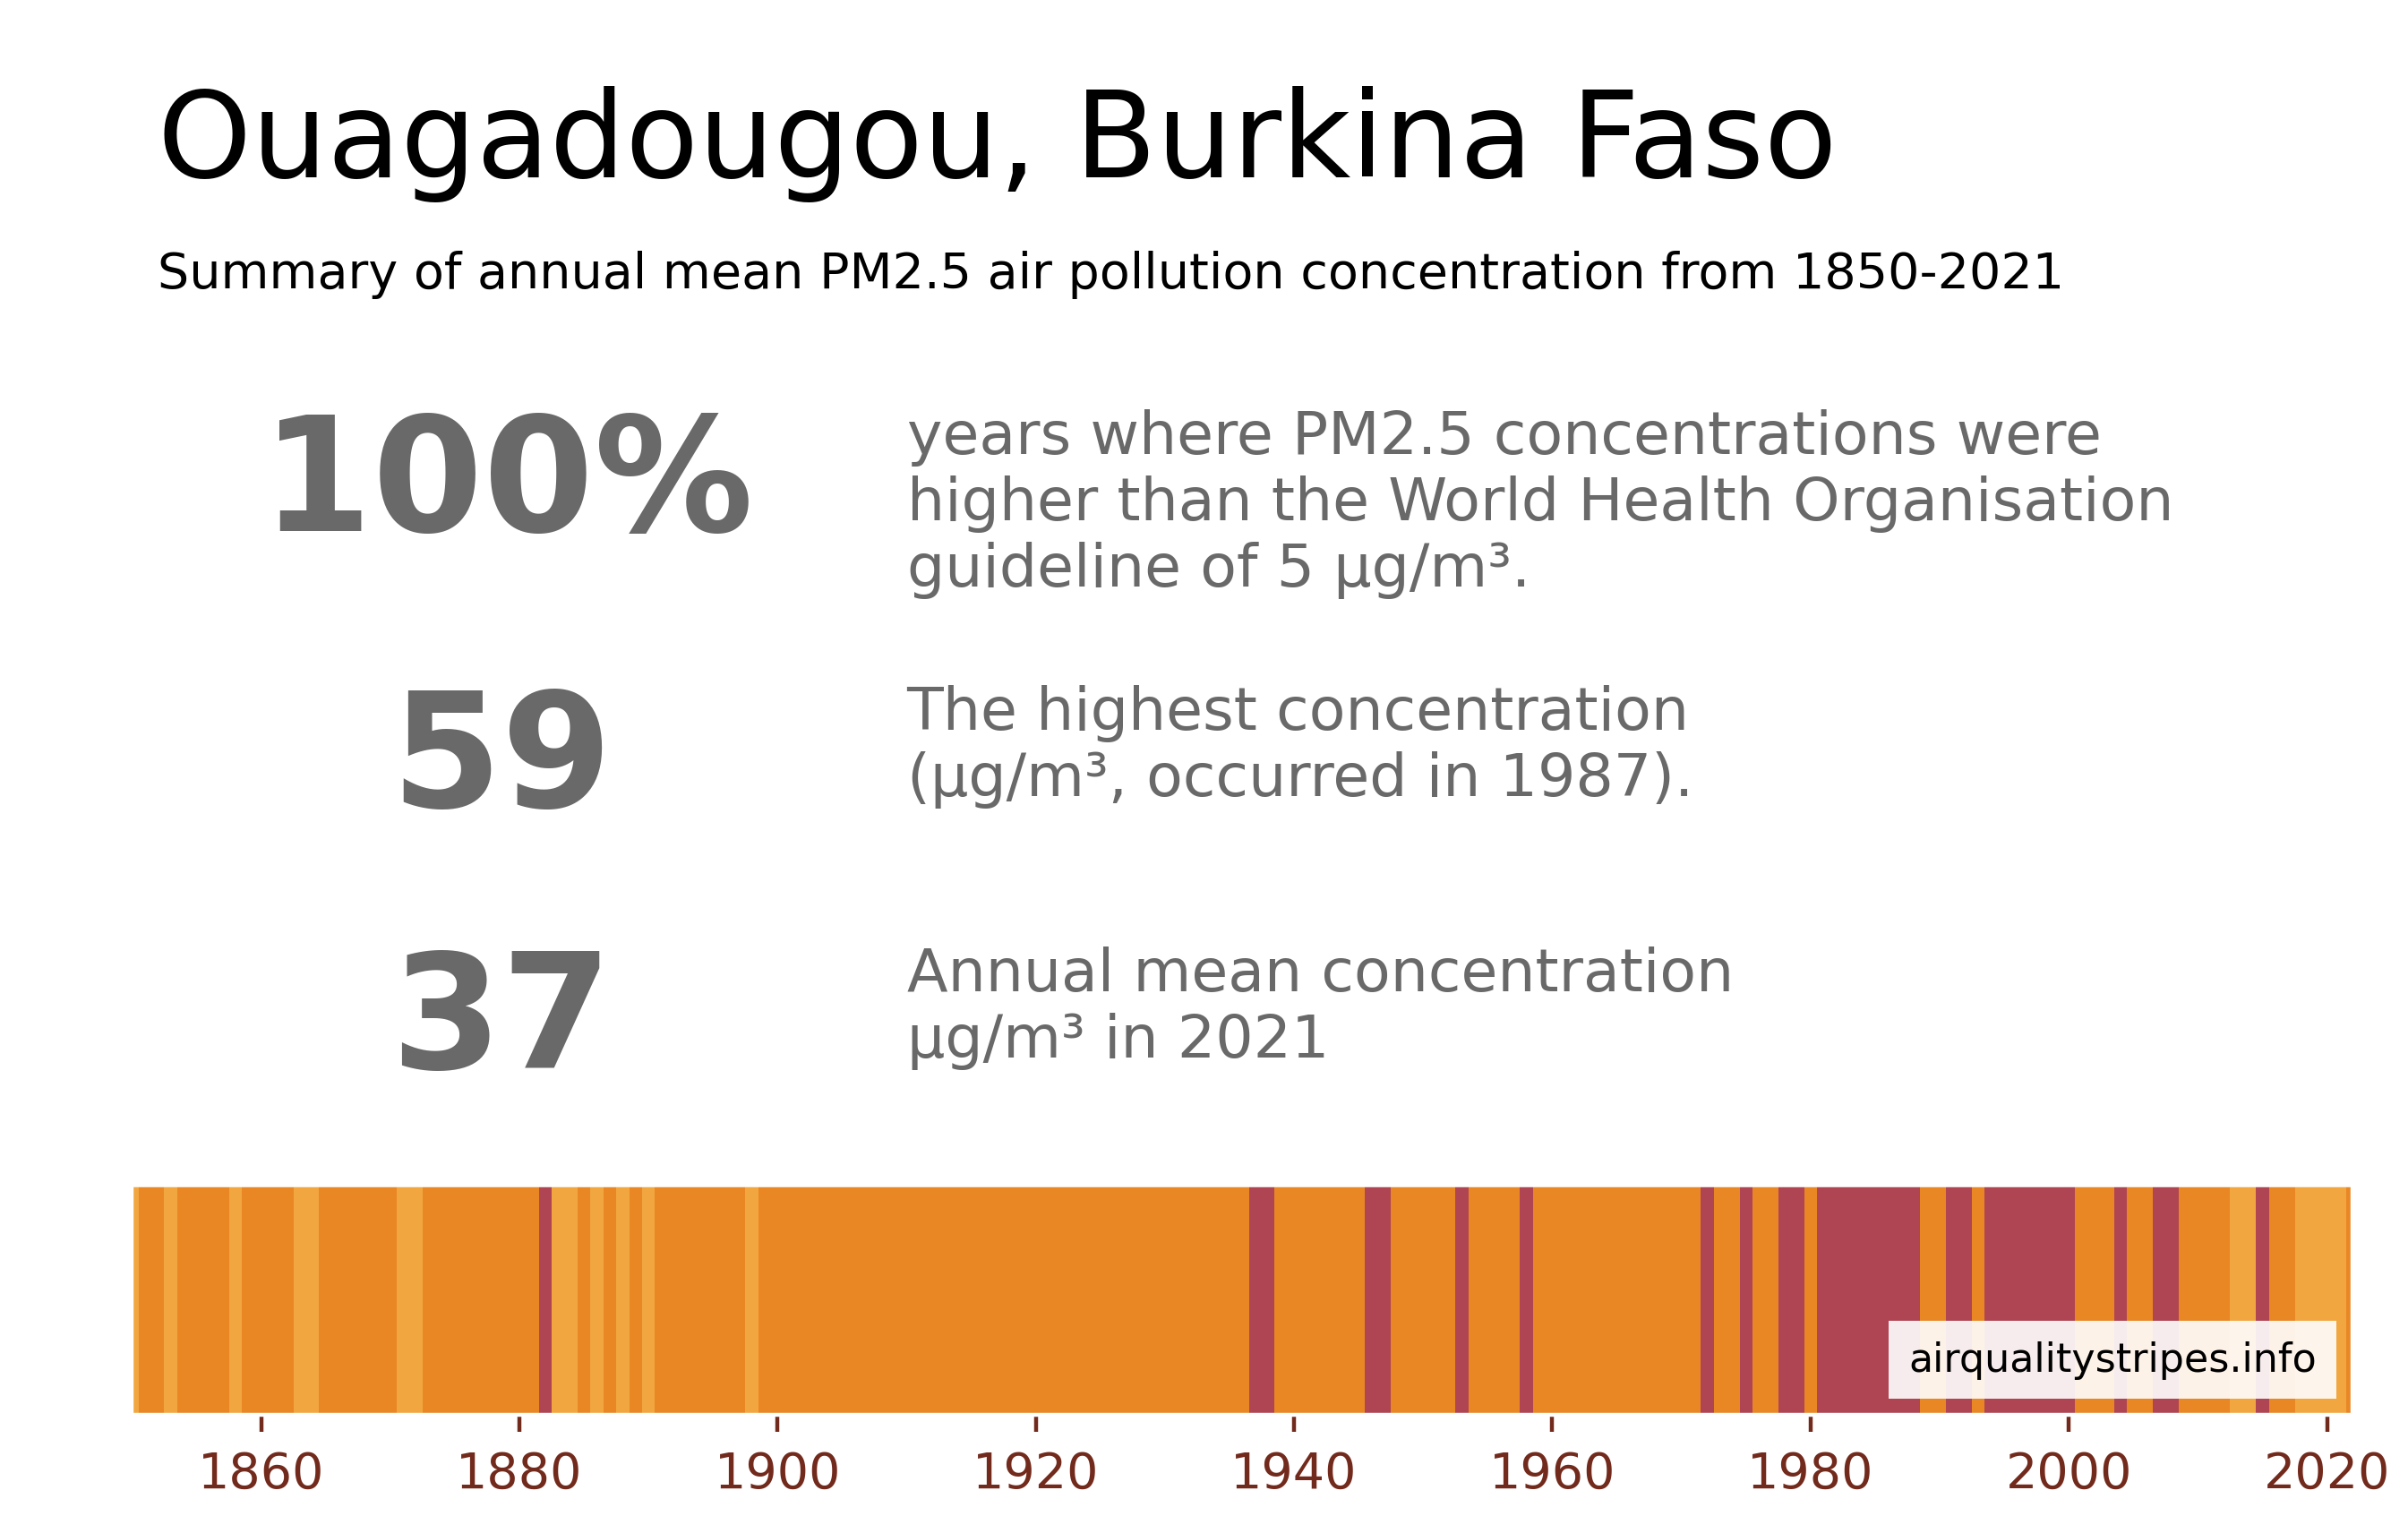 Ouagadougou, Burkina Faso
Summary of annual mean PM2.5 air pollution concentration from 1850-2021
100%
years where PM2.5 concentrations were
higher than the World Health Organisation
guideline of 5 µg/m³.
59
The highest concentration
(µg/m³, occurred in 1987).
37
Annual mean concentration
µg/m³ in 2021
airqualitystripes.info
1860 1880 1900 1920 1940 1960 1980 2000 2020